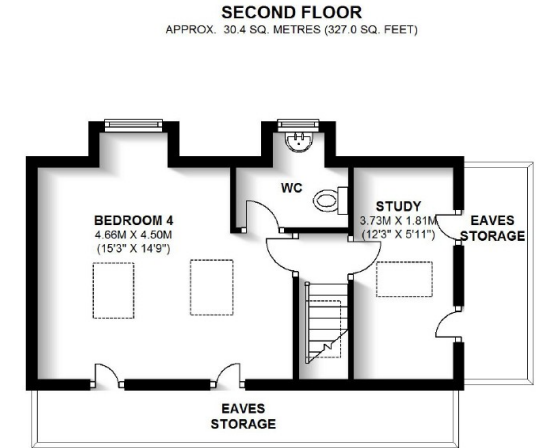 SECOND FLOOR
APPROX. 30.4 SQ. METRES (327.0 SQ. FEET)
WC
BEDROOM 4
4.66M X 4.50M
(15'3" X 14'9")
STUDY
3.73M X 1.81M
(12'3" X 5'11")
EAVES
STORAGE
EAVES
STORAGE